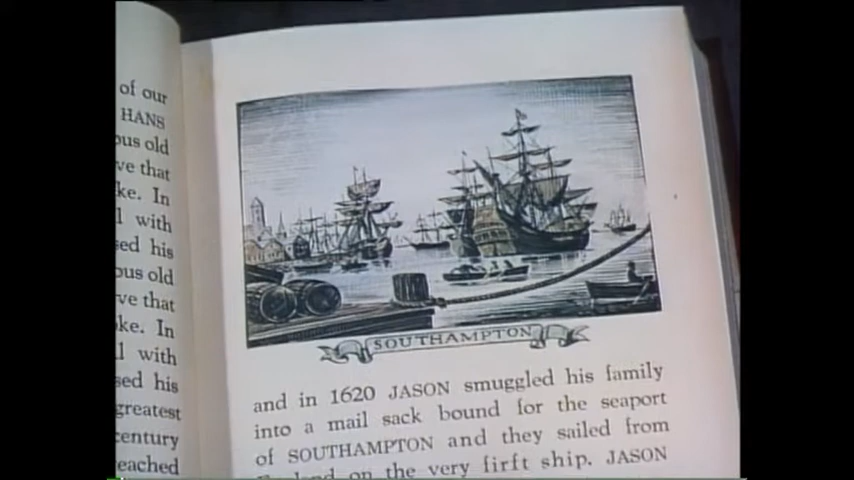 of our
HANS
ous old
ve that
ke. In
l with
sed his
ous old
ve that
ke. In
l with
sed his
greatest
century
eached
SOUTHAMPTON
and in 1620 JASON smuggled his family
into a mail sack bound for the seaport
of SOUTHAMPTON and they sailed from
England on the very firft ship. JASON